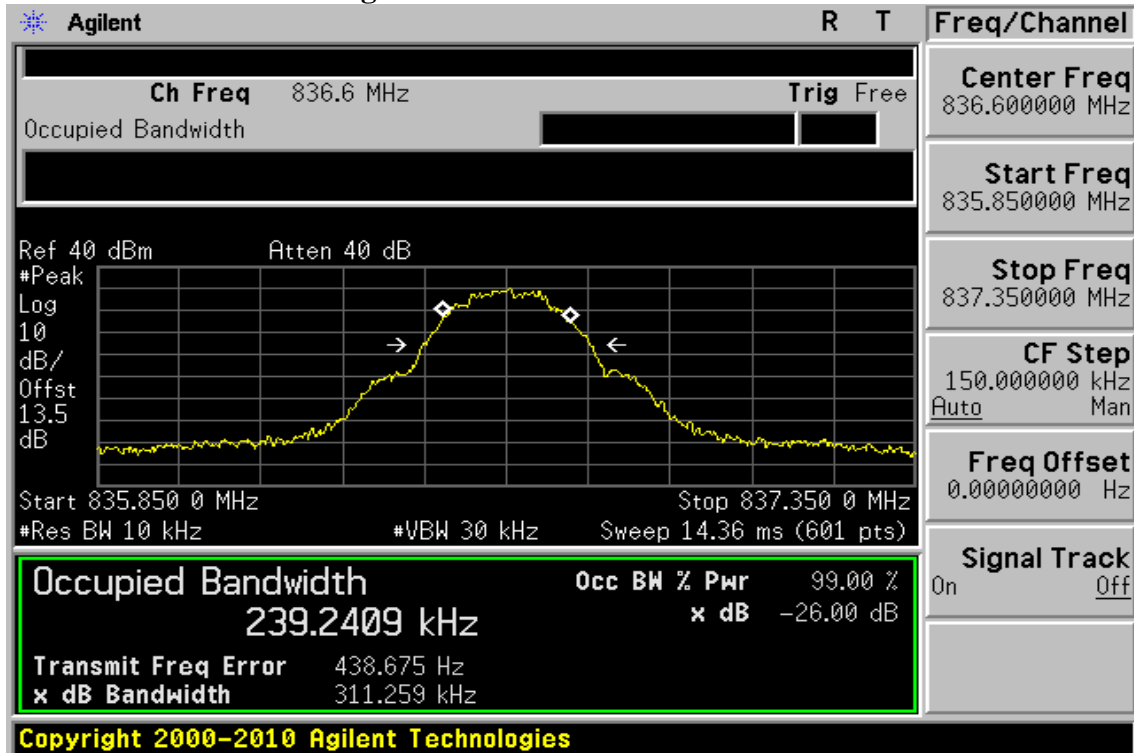 Agilent R T Freq/Channel
Ch Freq 836.6 MHz Trig Free
Occupied Bandwidth
Center Freq
836.600000 MHz
Start Freq
835.850000 MHz
Ref 40 dBm Atten 40 dB
#Peak
Log
10
dB/
Offst
13.5
dB
Stop Freq
837.350000 MHz
CF Step
150.000000 kHz
Auto Man
Freq Offset
0.00000000 Hz
Start 835.850 0 MHz Stop 837.350 0 MHz
#Res BW 10 kHz #VBW 30 kHz Sweep 14.36 ms (601 pts)
Signal Track
On Off
Occupied Bandwidth Occ BW % Pwr 99.00 %
239.2409 kHz x dB -26.00 dB
Transmit Freq Error 438.675 Hz
x dB Bandwidth 311.259 kHz
Copyright 2000-2010 Agilent Technologies